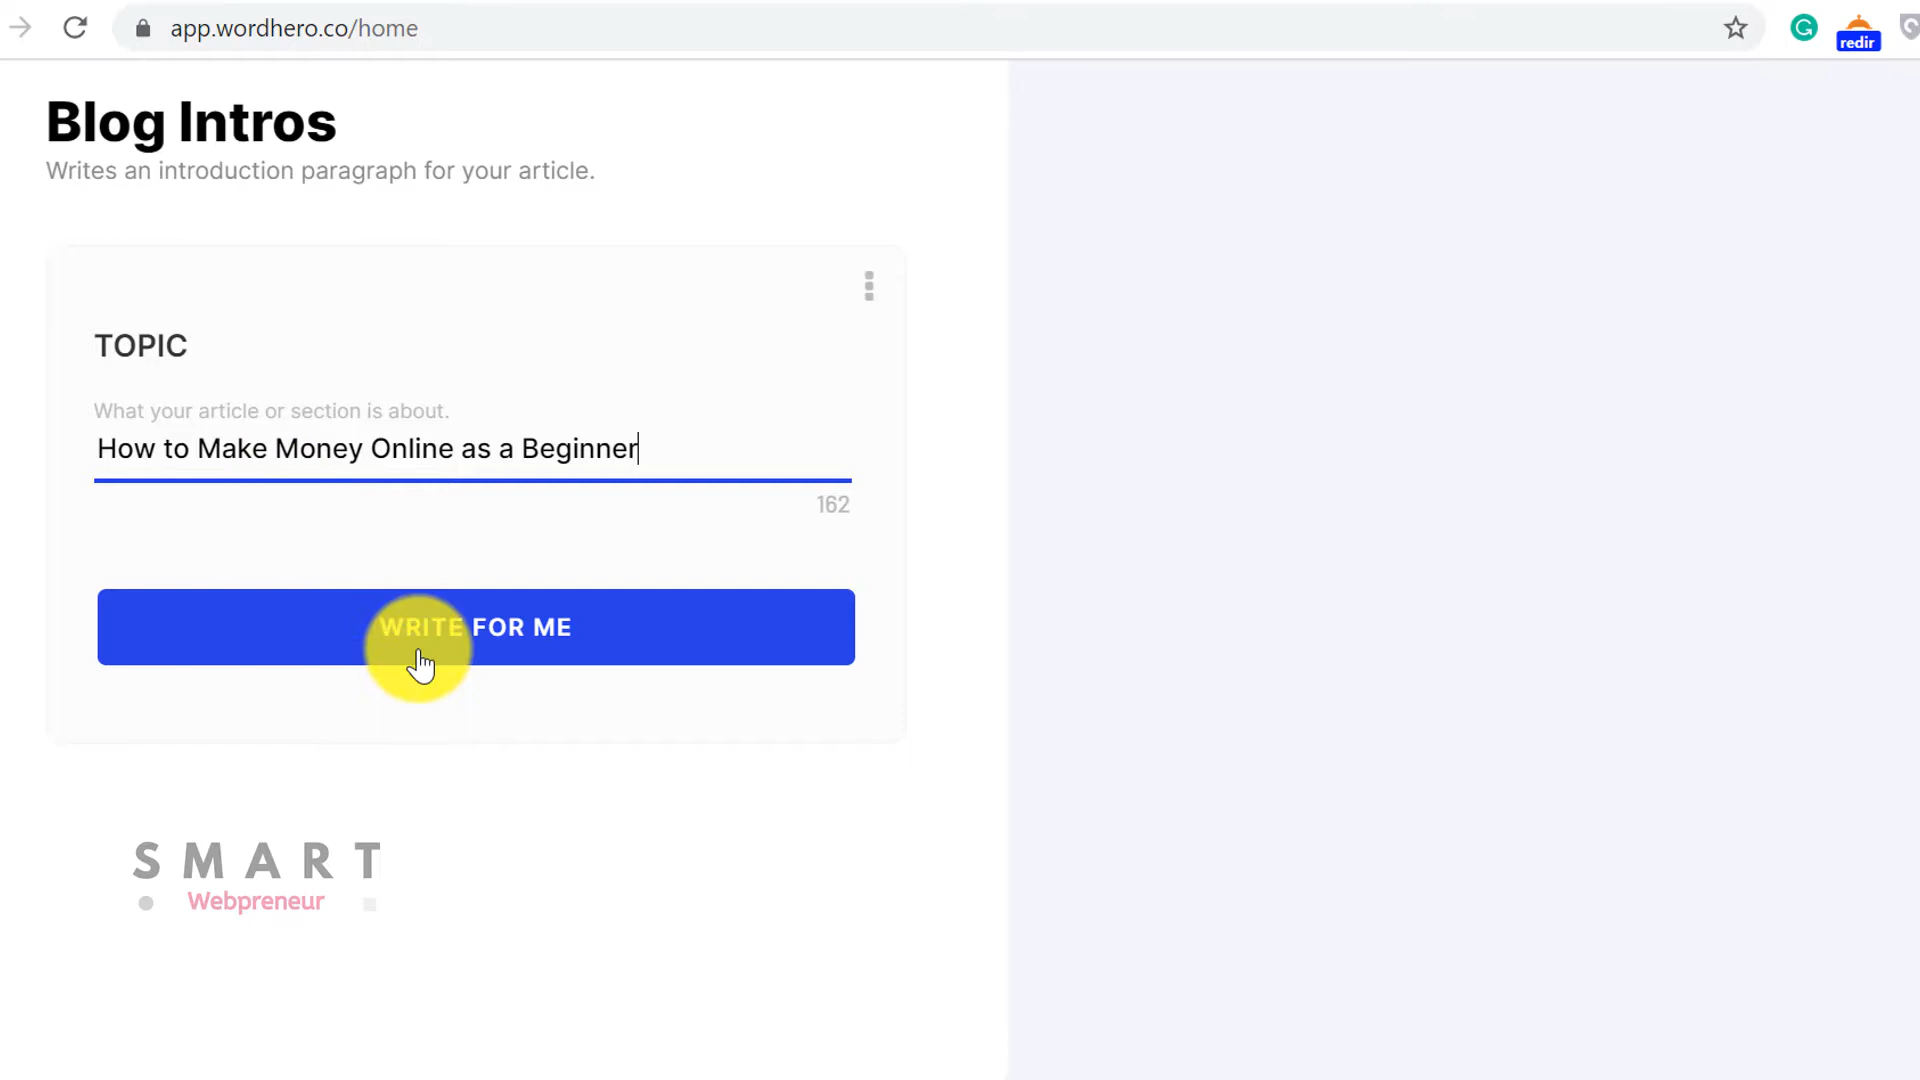 app.wordhero.co/home
redir
Blog Intros
Writes an introduction paragraph for your article.
TOPIC
What your article or section is about.
How to Make Money Online as a Beginner
162
WRITE FOR ME
SMART
Webpreneur